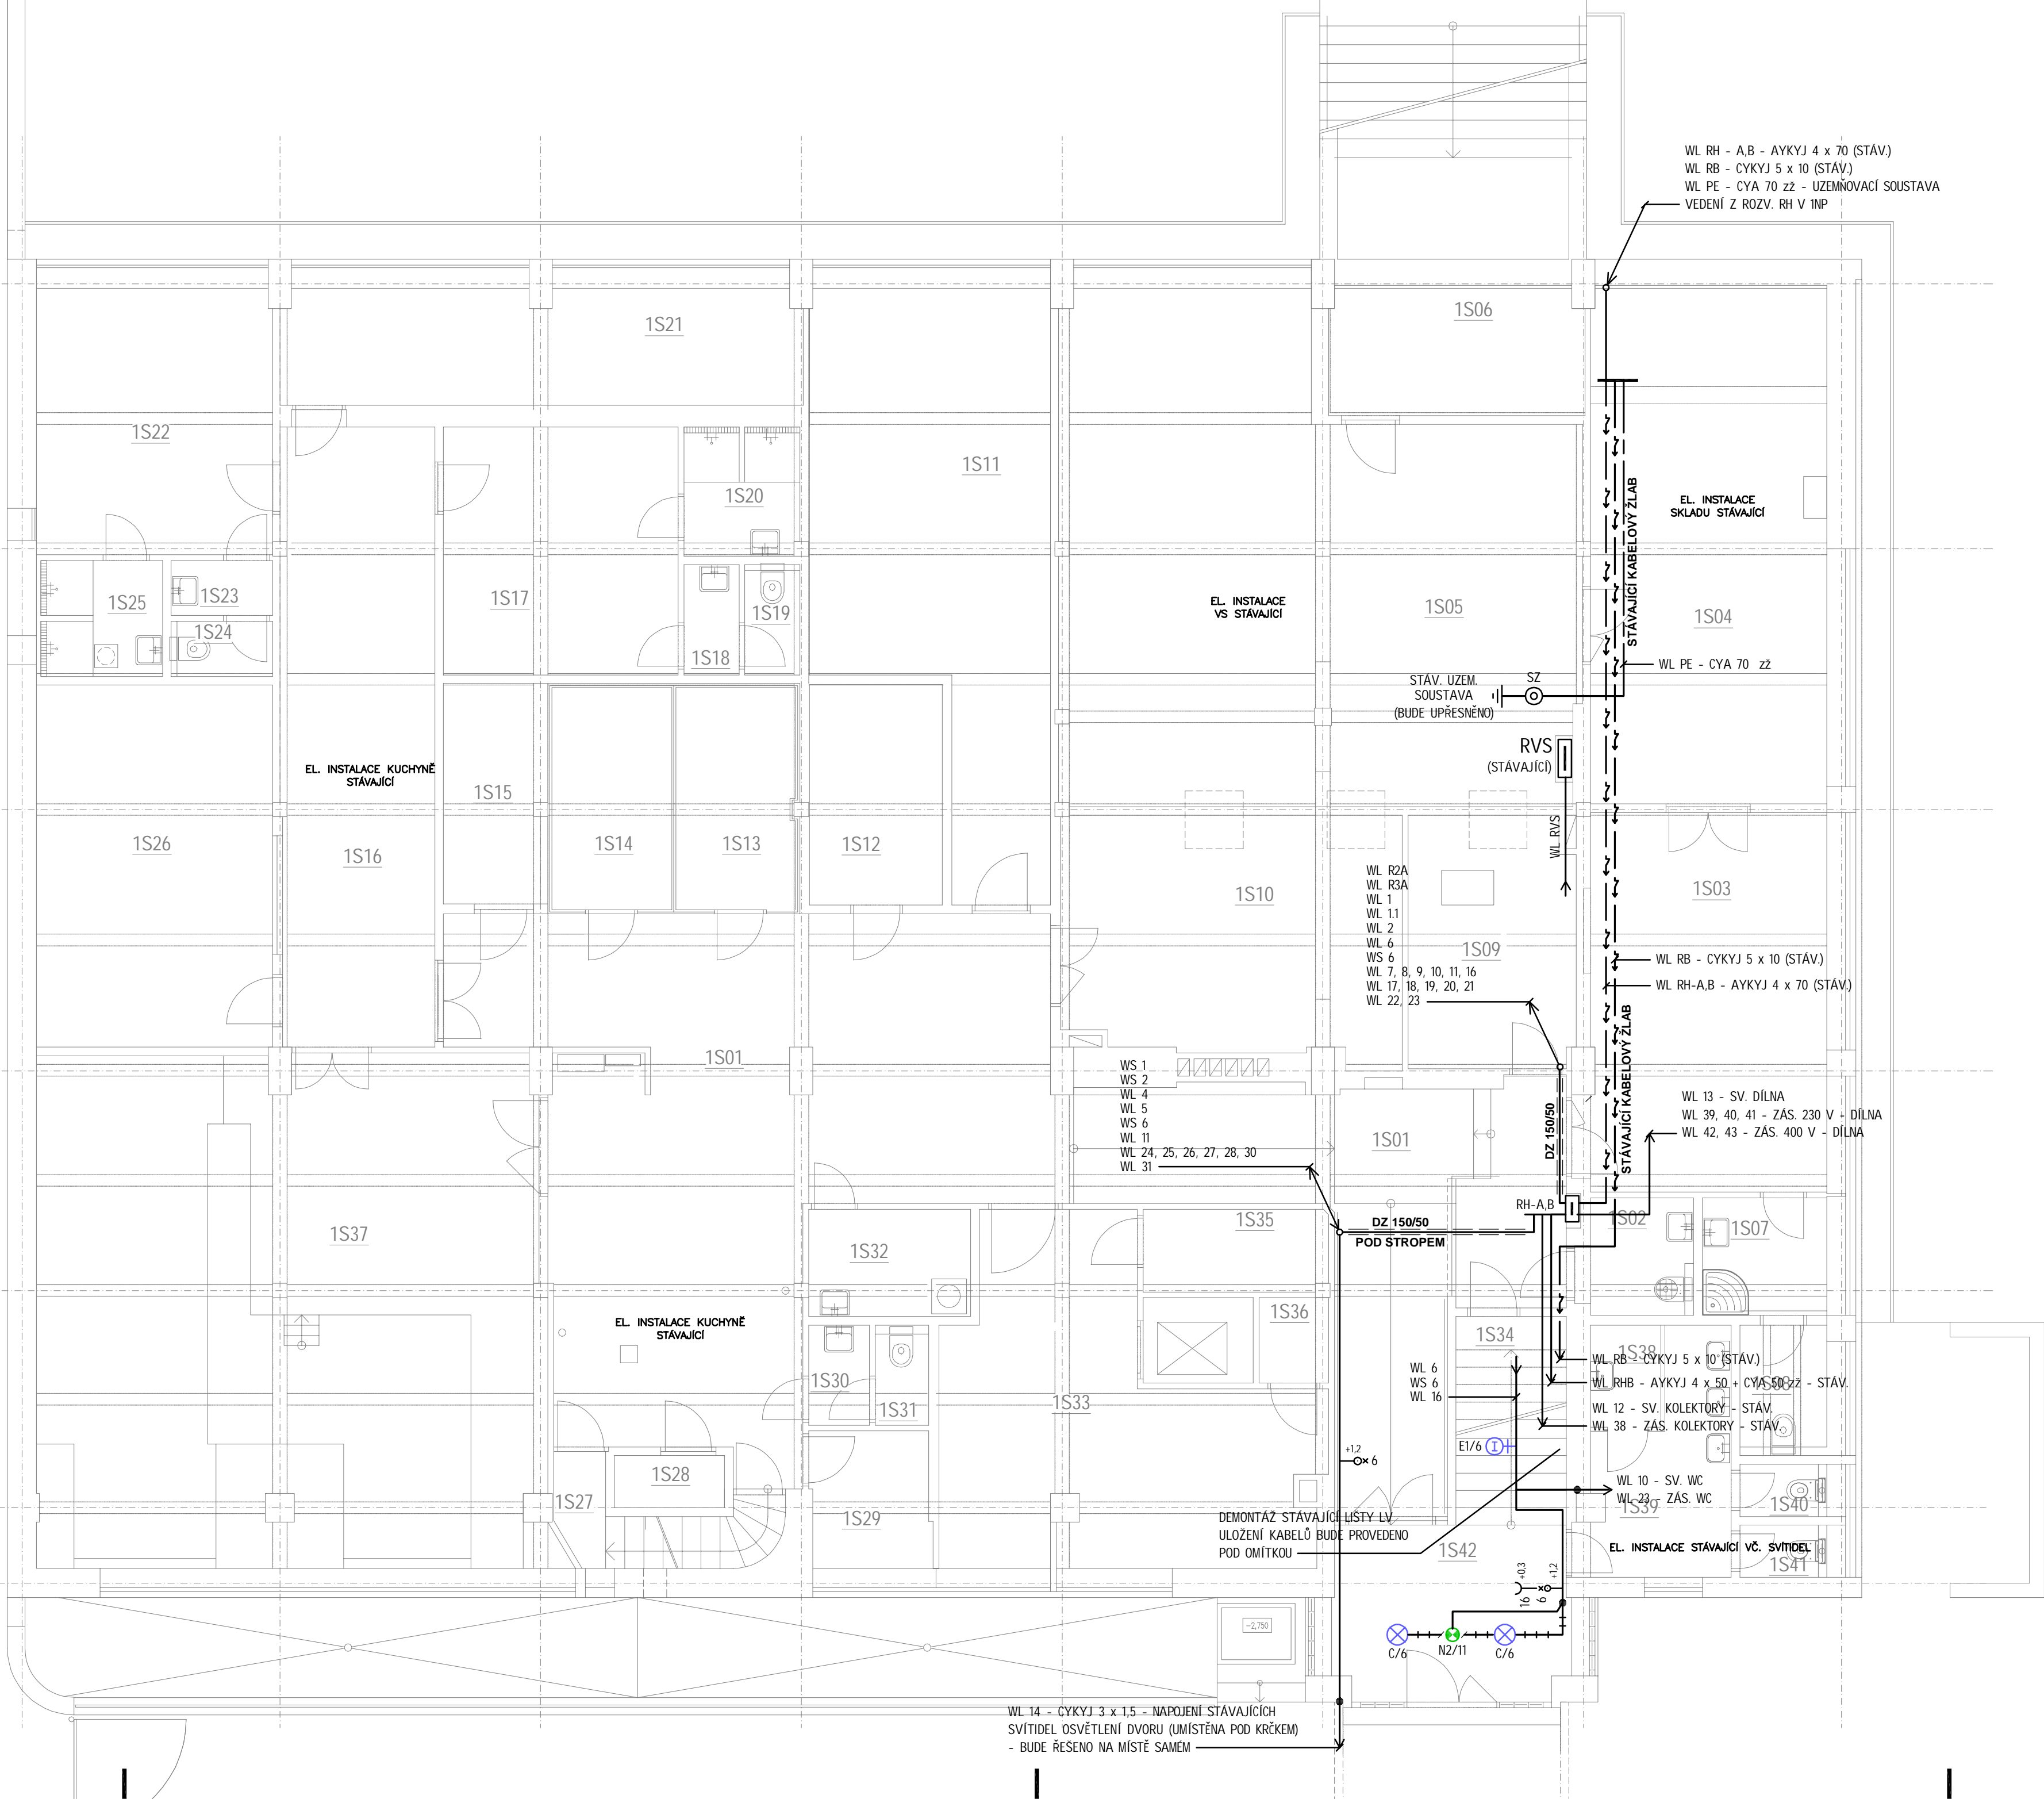 WL RH - A,B - AYKYJ 4 x 70 (STÁV.)
WL RB - CYKYJ 5 x 10 (STÁV.)
WL PE - CYA 70 zž - UZEMŇOVACÍ SOUSTAVA
VEDENÍ Z ROZV. RH V 1NP
1S06
1S21
1S22
1S11
1S20
EL. INSTALACE
SKLADU STÁVAJÍCÍ
STÁVAJÍCÍ KABELOVÝ ŽLAB
1S25
1S23
1S24
1S17
1S19
1S18
EL. INSTALACE
VS STÁVAJÍCÍ
1S05
1S04
WL PE - CYA 70 zž
STÁV. UZEM.
SOUSTAVA
(BUDE UPŘESNĚNO)
SZ
RVS
(STÁVAJÍCÍ)
WL RVS
EL. INSTALACE KUCHYNĚ
STÁVAJÍCÍ
1S15
1S26
1S16
1S14
1S13
1S12
1S10
1S09
1S03
WL R2A
WL R3A
WL 1
WL 1.1
WL 2
WL 6
WS 6
WL 7, 8, 9, 10, 11, 16
WL 17, 18, 19, 20, 21
WL 22, 23
WL RB - CYKYJ 5 x 10 (STÁV.)
WL RH-A,B - AYKYJ 4 x 70 (STÁV.)
STÁVAJÍCÍ KABELOVÝ ŽLAB
1S01
WS 1
WS 2
WL 4
WL 5
WS 6
WL 11
WL 24, 25, 26, 27, 28, 30
WL 31
1S01
DZ 150/50
WL 13 - SV. DÍLNA
WL 39, 40, 41 - ZÁS. 230 V - DÍLNA
WL 42, 43 - ZÁS. 400 V - DÍLNA
RH-A,B
1S02
1S07
1S37
1S32
1S35
DZ 150/50
POD STROPEM
EL. INSTALACE KUCHYNĚ
STÁVAJÍCÍ
1S36
1S34
1S38
1S08
WL RB - CYKYJ 5 x 10 (STÁV.)
WL RHB - AYKYJ 4 x 50 + CYA 50 zž - STÁV.
WL 12 - SV. KOLEKTORY - STÁV.
WL 38 - ZÁS. KOLEKTORY - STÁV.
WL 6
WS 6
WL 16
1S30
1S31
1S33
E1/6
+1,2
6
1S28
1S27
1S29
WL 10 - SV. WC
WL 23 - ZÁS. WC
1S39
1S40
1S41
DEMONTÁŽ STÁVAJÍCÍ LIŠTY LV
ULOŽENÍ KABELŮ BUDE PROVEDENO
POD OMÍTKOU
1S42
EL. INSTALACE STÁVAJÍCÍ VČ. SVÍTIDEL
+0,3
+1,2
16
6
-2,750
C/6
N2/11
C/6
WL 14 - CYKYJ 3 x 1,5 - NAPOJENÍ STÁVAJÍCÍCH
SVÍTIDEL OSVĚTLENÍ DVORU (UMÍSTĚNA POD KRČKEM)
- BUDE ŘEŠENO NA MÍSTĚ SAMÉM